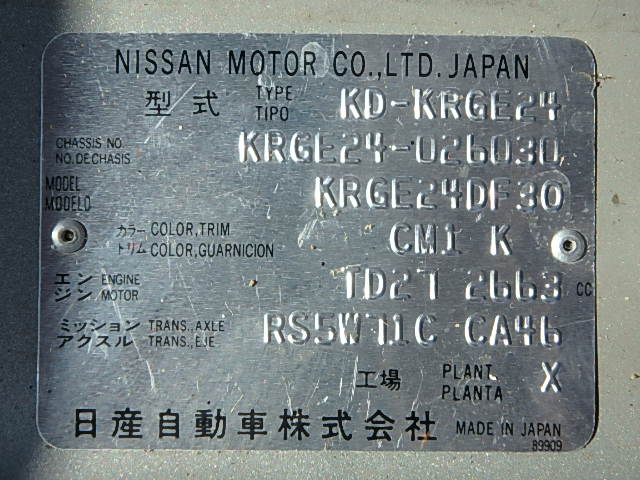 NISSAN MOTOR CO.,LTD. JAPAN
型式 TYPE TIPO KD-KRGE24
CHASSIS NO. NO. DE CHASIS KRGE24-026030
MODEL MODELO KRGE24DF30
カラー COLOR,TRIM CM1 K
トリム COLOR,GUARNICION
エンジン ENGINE MOTOR TD27 2663 cc
ミッション TRANS.,AXLE RS5W71C CA46
アクスル TRANS.,EJE
工場 PLANT PLANTA X
日産自動車株式会社 MADE IN JAPAN
B9909